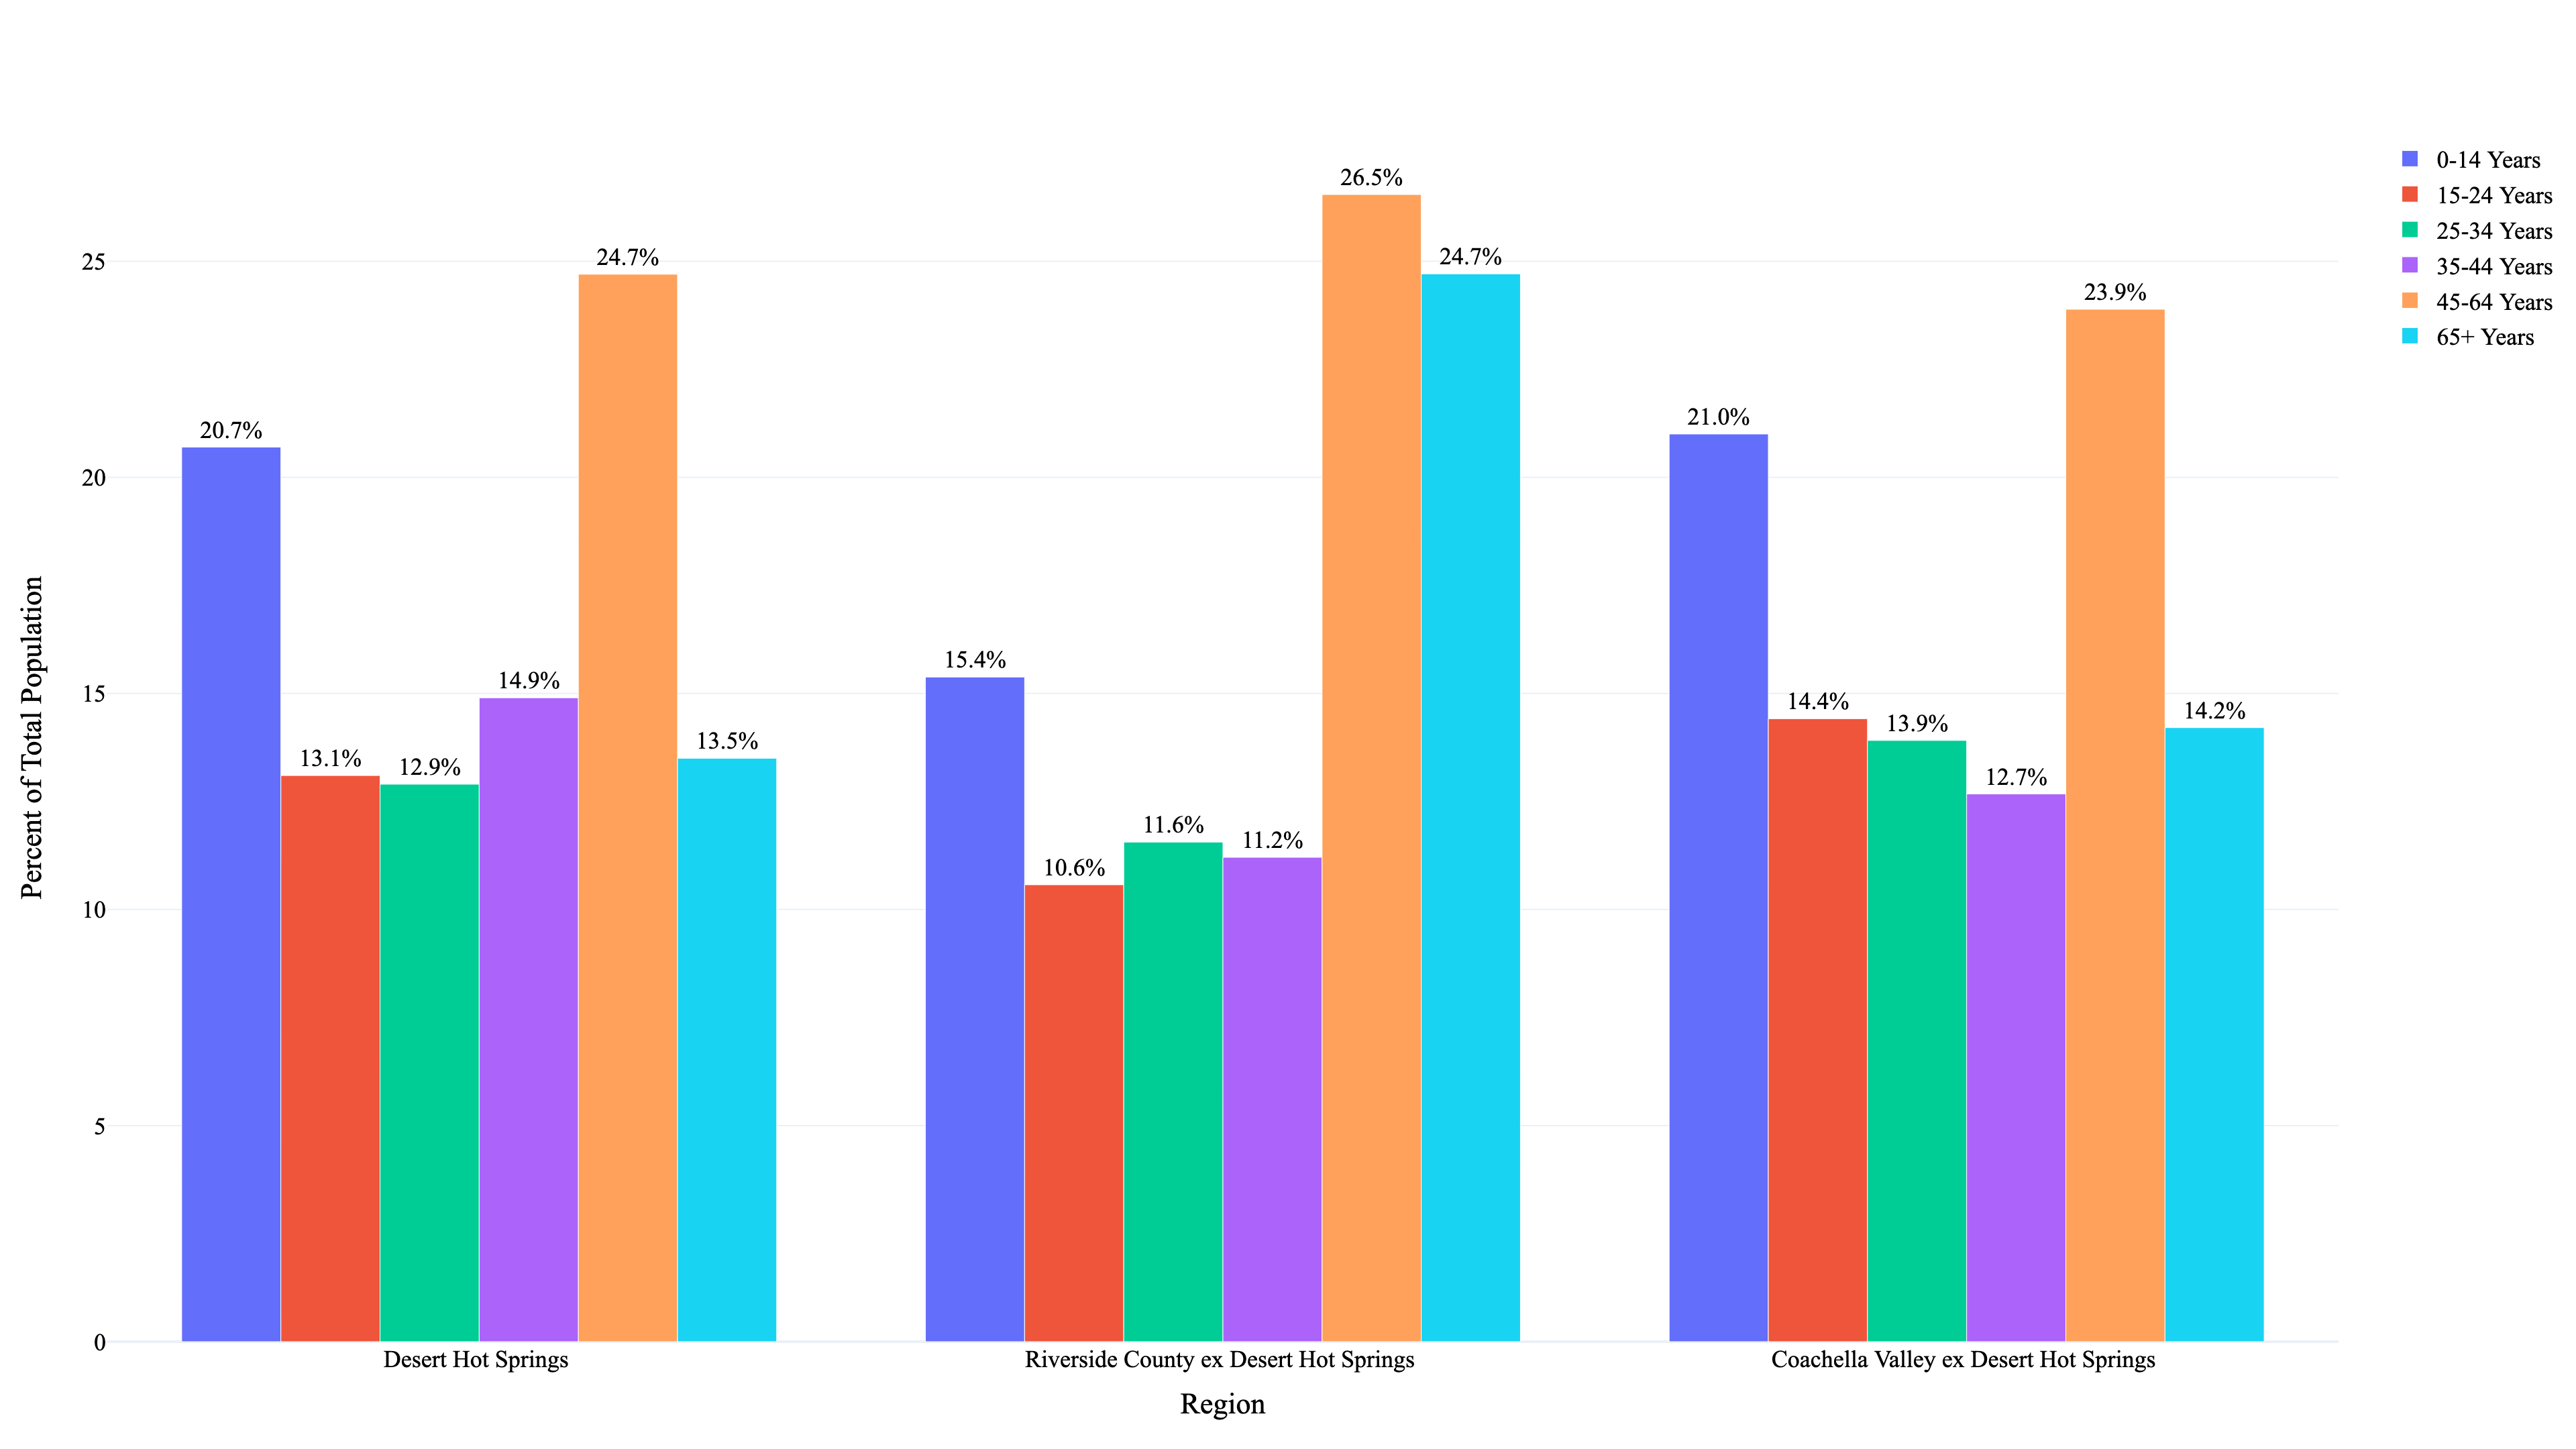 0-14 Years
15-24 Years
25-34 Years
35-44 Years
45-64 Years
65+ Years
Percent of Total Population
25
20
15
10
5
0
20.7%
13.1%
12.9%
14.9%
24.7%
13.5%
15.4%
10.6%
11.6%
11.2%
26.5%
24.7%
21.0%
14.4%
13.9%
12.7%
23.9%
14.2%
Desert Hot Springs
Riverside County ex Desert Hot Springs
Coachella Valley ex Desert Hot Springs
Region